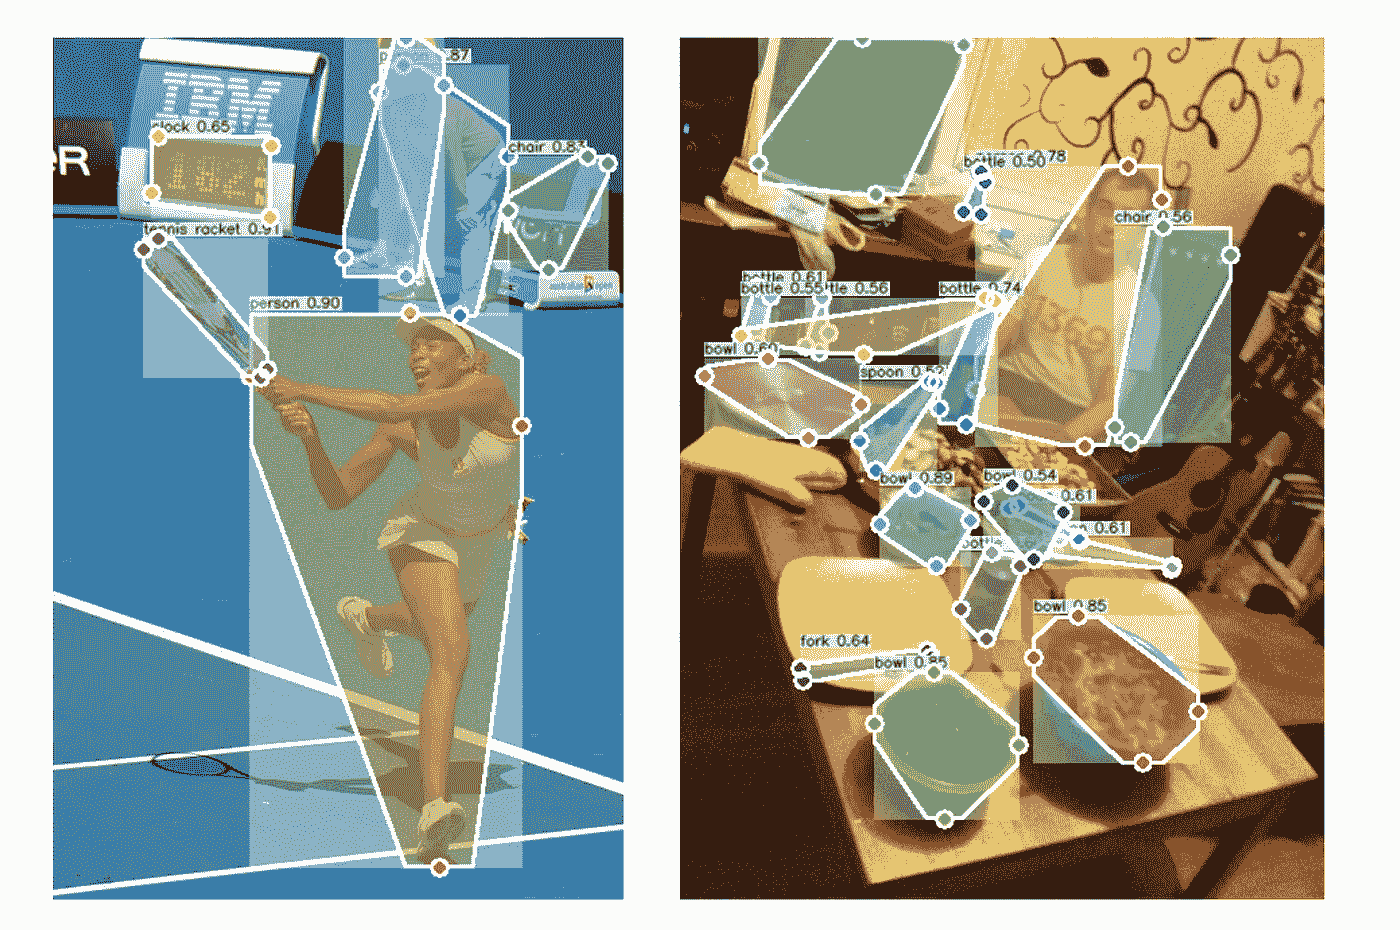 IBM
eR
clock 0.65
tennis racket 0.91
person 0.90
chair 0.83
.87
bottle 0.50
0.78
chair 0.56
bottle 0.61
bottle 0.55
ttle 0.56
bottle 0.74
bowl 0.60
spoon 0.52
369
bowl 0.89
bowl 0.54
0.61
on 0.61
bottle
bowl 0.85
fork 0.64
bowl 0.85